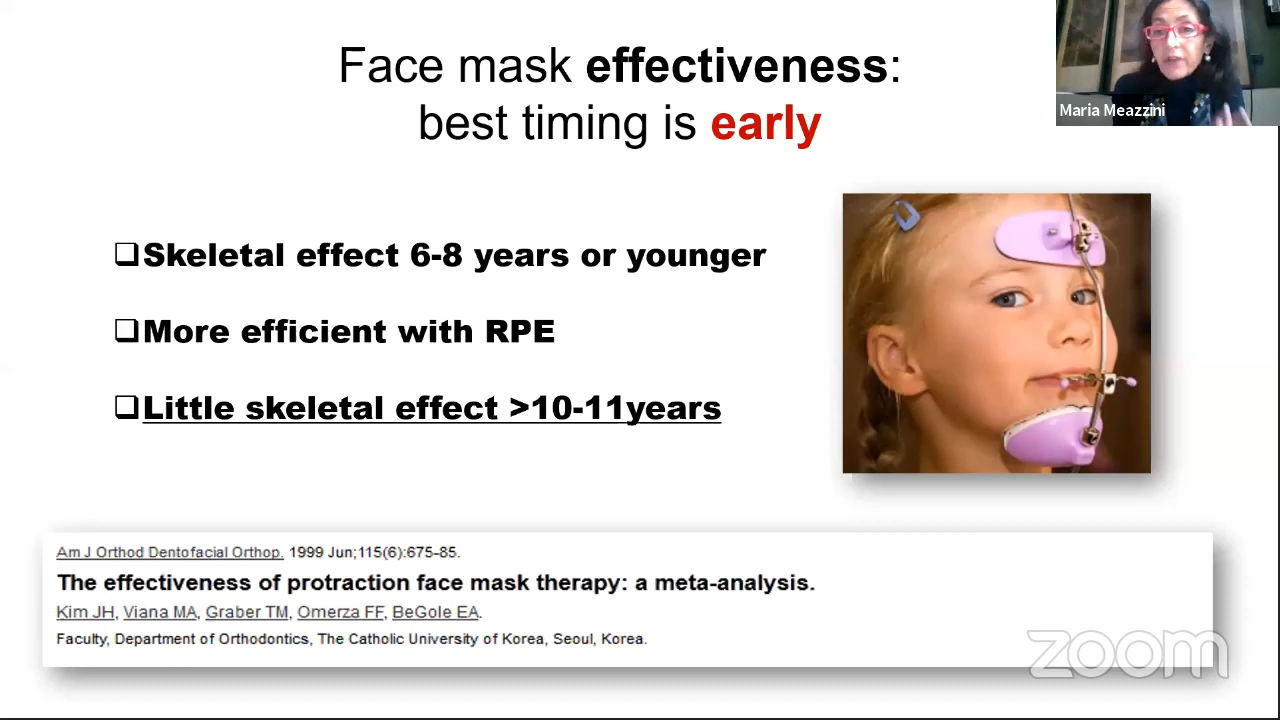 Face mask effectiveness:
best timing is early
Maria Meazzini
❑Skeletal effect 6-8 years or younger
❑More efficient with RPE
❑Little skeletal effect >10-11years
Am J Orthod Dentofacial Orthop. 1999 Jun;115(6):675-85.
The effectiveness of protraction face mask therapy: a meta-analysis.
Kim JH, Viana MA, Graber TM, Omerza FF, BeGole EA.
Faculty, Department of Orthodontics, The Catholic University of Korea, Seoul, Korea.
zoom